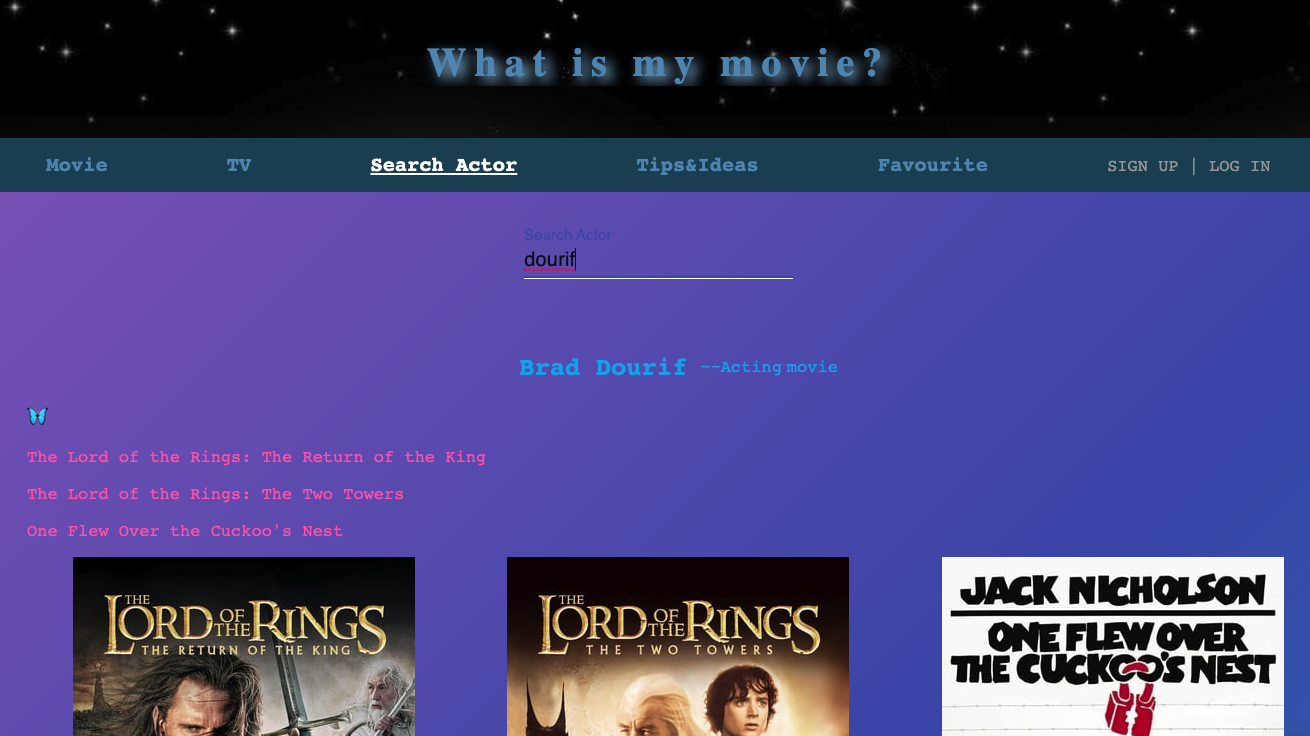 What is my movie?
Movie TV Search Actor Tips&Ideas Favourite SIGN UP | LOG IN
Search Actor
dourif
Brad Dourif ~~Acting movie
The Lord of the Rings: The Return of the King
The Lord of the Rings: The Two Towers
One Flew Over the Cuckoo's Nest
THE LORD OF THE RINGS
THE RETURN OF THE KING
THE LORD OF THE RINGS
THE TWO TOWERS
JACK NICHOLSON
ONE FLEW OVER
THE CUCKOO'S NEST